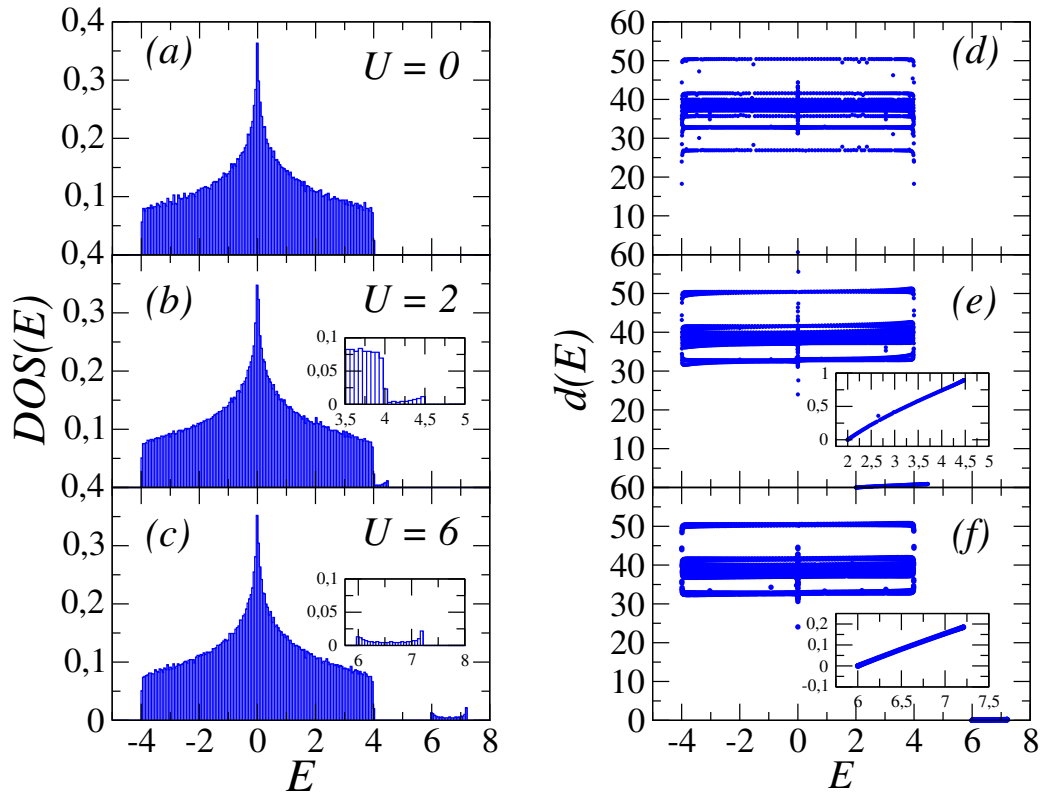 0,4
(a)
U = 0
0,3
0,2
0,1
0,4
(b)
U = 2
0,3
0,1
0,05
0
3,5 4 4,5 5
0,2
0,1
0,4
(c)
U = 6
0,3
0,1
0,05
0
6 7 8
0,2
0,1
0
-4 -2 0 2 4 6 8
E
DOS(E)
60
(d)
50
40
30
20
10
60
(e)
50
40
30
1
0,5
0
2 2,5 3 3,5 4 4,5 5
20
10
60
(f)
50
40
30
0,2
0,1
0
-0,1
6 6,5 7 7,5
20
10
0
-4 -2 0 2 4 6 8
E
d(E)